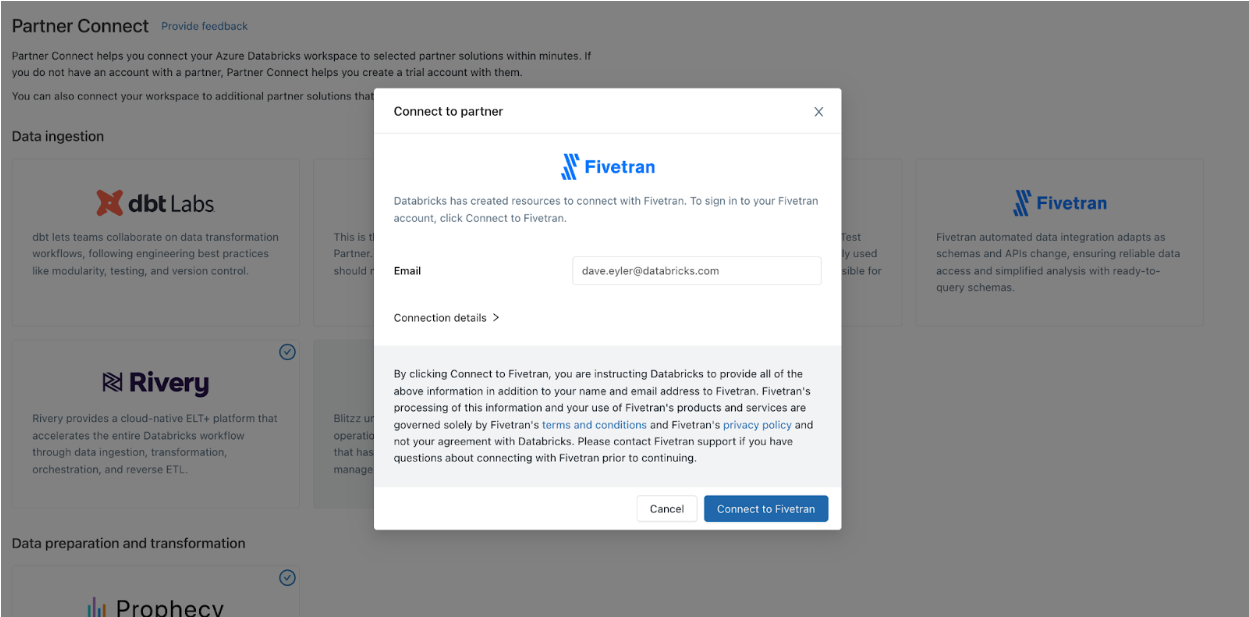 Partner Connect Provide feedback
Partner Connect helps you connect your Azure Databricks workspace to selected partner solutions within minutes. If
you do not have an account with a partner, Partner Connect helps you create a trial account with them.
You can also connect your workspace to additional partner solutions that
Data ingestion
dbt Labs
dbt lets teams collaborate on data transformation
workflows, following engineering best practices
like modularity, testing, and version control.
This is
Partner.
should
Test
used
for
Fivetran
Fivetran automated data integration adapts as
schemas and APIs change, ensuring reliable data
access and simplified analysis with ready-to-
query schemas.
Rivery
Rivery provides a cloud-native ELT+ platform that
accelerates the entire Databricks workflow
through data ingestion, transformation,
orchestration, and reverse ETL.
Blitzz
that has
Data preparation and transformation
Prophecy
Connect to partner
Fivetran
Databricks has created resources to connect with Fivetran. To sign in to your Fivetran
account, click Connect to Fivetran.
Email
dave.eyler@databricks.com
Connection details >
By clicking Connect to Fivetran, you are instructing Databricks to provide all of the
above information in addition to your name and email address to Fivetran. Fivetran's
processing of this information and your use of Fivetran's products and services are
governed solely by Fivetran's terms and conditions and Fivetran's privacy policy and
not your agreement with Databricks. Please contact Fivetran support if you have
questions about connecting with Fivetran prior to continuing.
Cancel
Connect to Fivetran